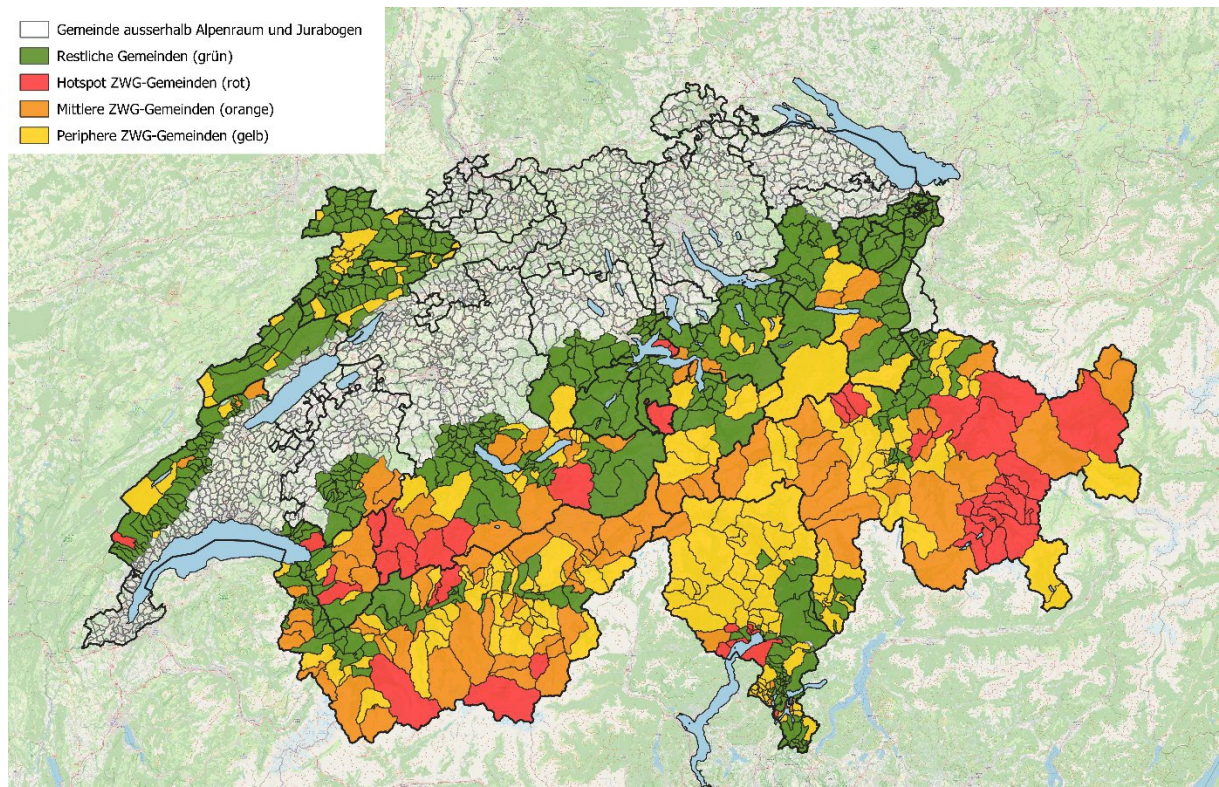 Gemeinde ausserhalb Alpenraum und Jurabogen
Restliche Gemeinden (grün)
Hotspot ZWG-Gemeinden (rot)
Mittlere ZWG-Gemeinden (orange)
Periphere ZWG-Gemeinden (gelb)